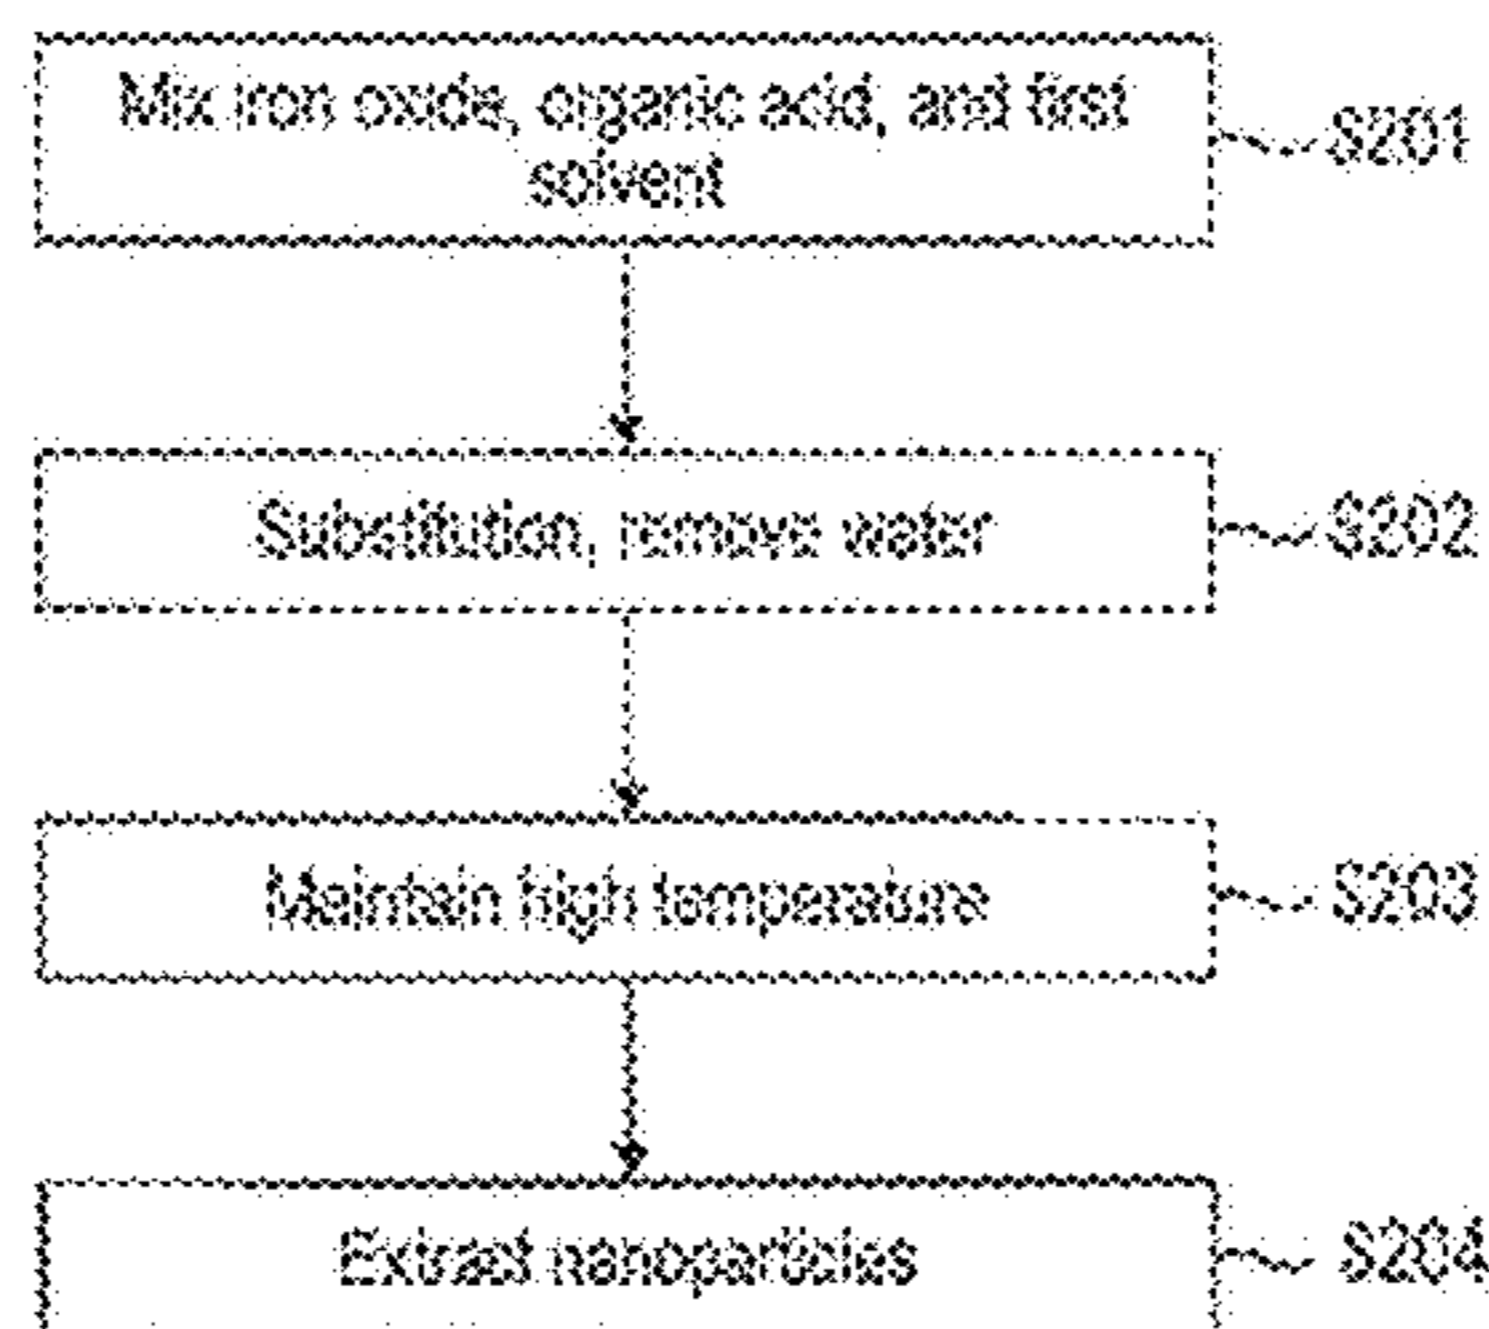 Mix iron oxide, organic acid, and first
solvent
S201
Substitution, remove water
S202
Maintain high temperature
S203
Extract nanoparticles
S204